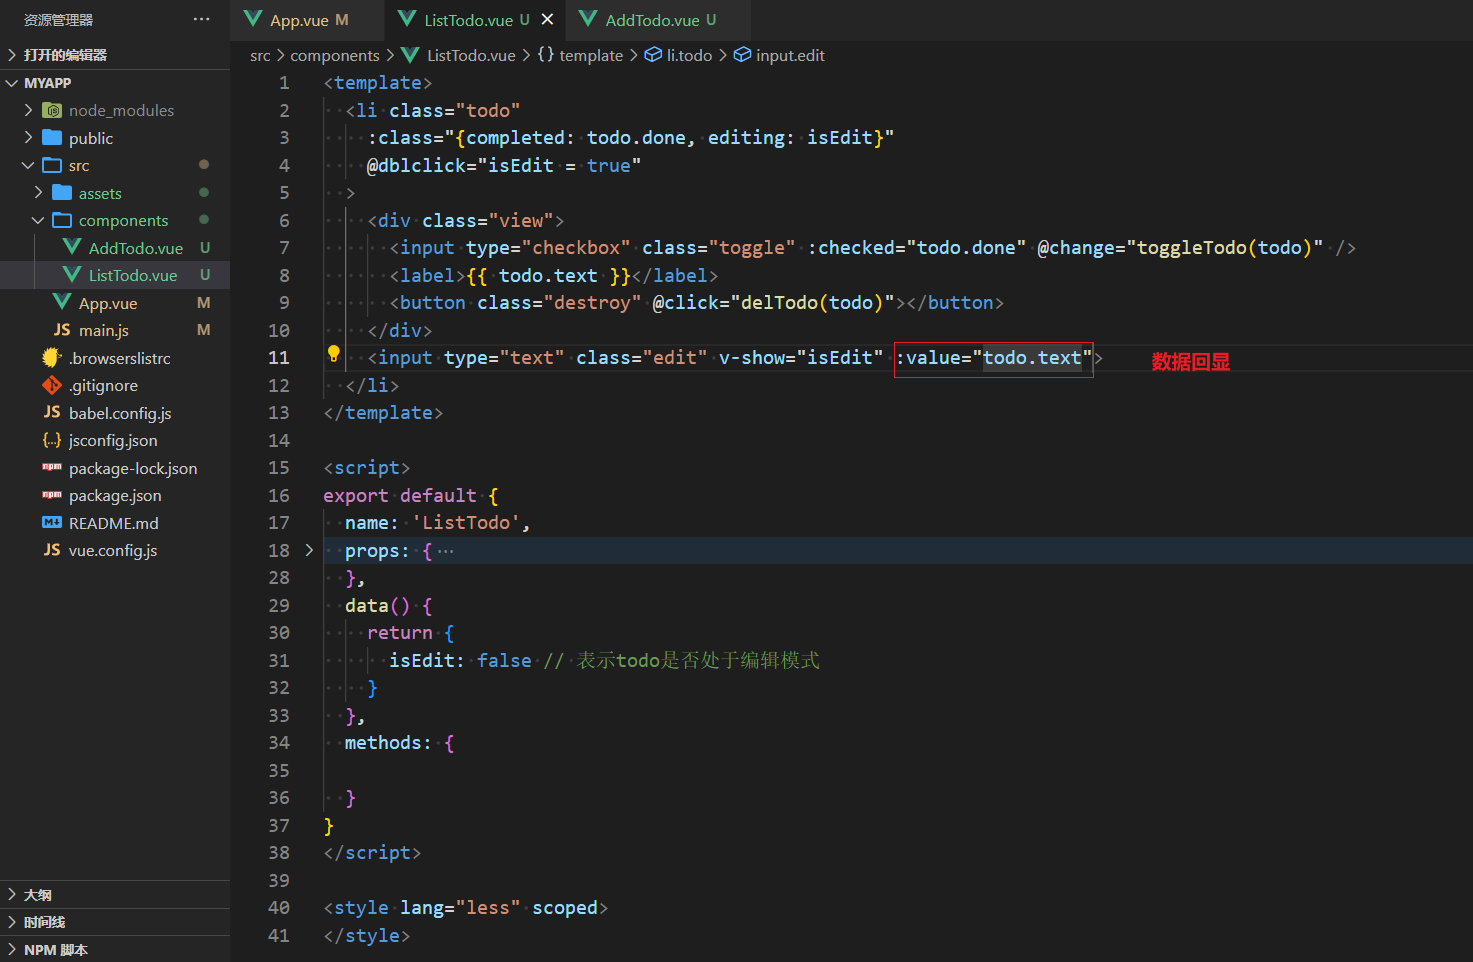 资源管理器 ···
打开的编辑器
MYAPP
node_modules
public
src
assets
components
AddTodo.vue U
ListTodo.vue U
App.vue M
JS main.js M
.browserslistrc
.gitignore
JS babel.config.js
{..} jsconfig.json
npm package-lock.json
npm package.json
M↓ README.md
JS vue.config.js
大纲
时间线
NPM 脚本
App.vue M ListTodo.vue U × AddTodo.vue U
src > components > ListTodo.vue > {} template > li.todo > input.edit
1 <template>
2 <li class="todo"
3 :class="{completed: todo.done, editing: isEdit}"
4 @dblclick="isEdit = true"
5 >
6 <div class="view">
7 <input type="checkbox" class="toggle" :checked="todo.done" @change="toggleTodo(todo)" />
8 <label>{{ todo.text }}</label>
9 <button class="destroy" @click="delTodo(todo)"></button>
10 </div>
11 <input type="text" class="edit" v-show="isEdit" :value="todo.text"> 数据回显
12 </li>
13 </template>
14
15 <script>
16 export default {
17 name: 'ListTodo',
18 > props: { ···
28 },
29 data() {
30 return {
31 isEdit: false // 表示todo是否处于编辑模式
32 }
33 },
34 methods: {
35
36 }
37 }
38 </script>
39
40 <style lang="less" scoped>
41 </style>